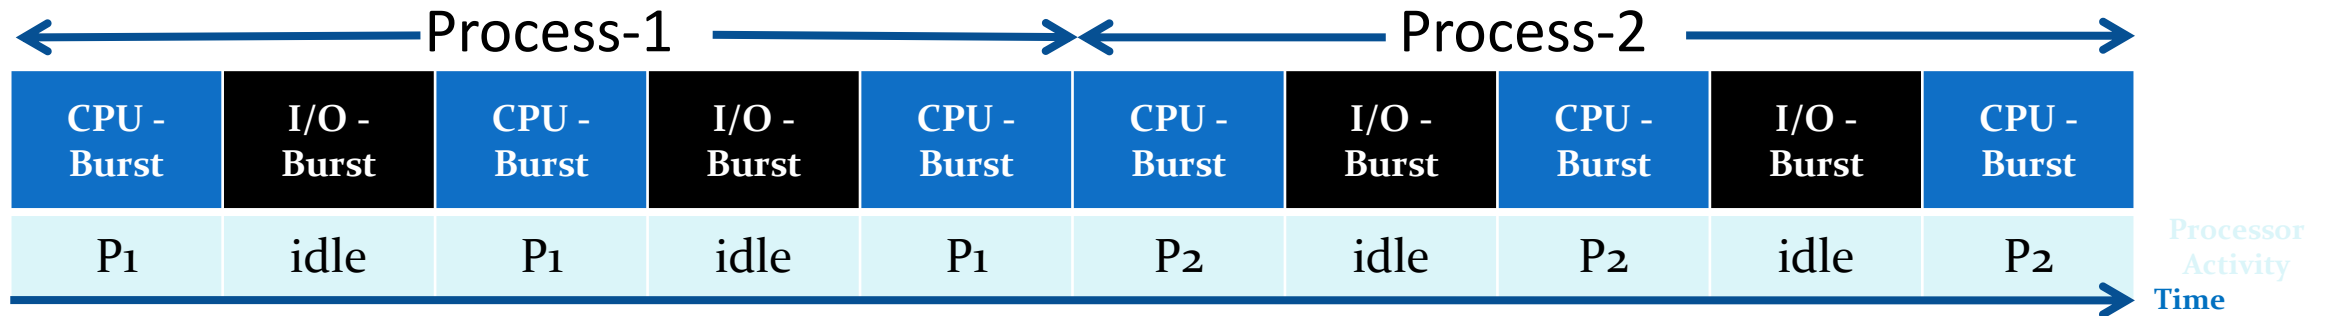 Process-1 Process-2
CPU - I/O - CPU - I/O - CPU - CPU - I/O - CPU - I/O - CPU -
Burst Burst Burst Burst Burst Burst Burst Burst Burst Burst
P1 idle P1 idle P1 P2 idle P2 idle P2
Processor
Activity
Time